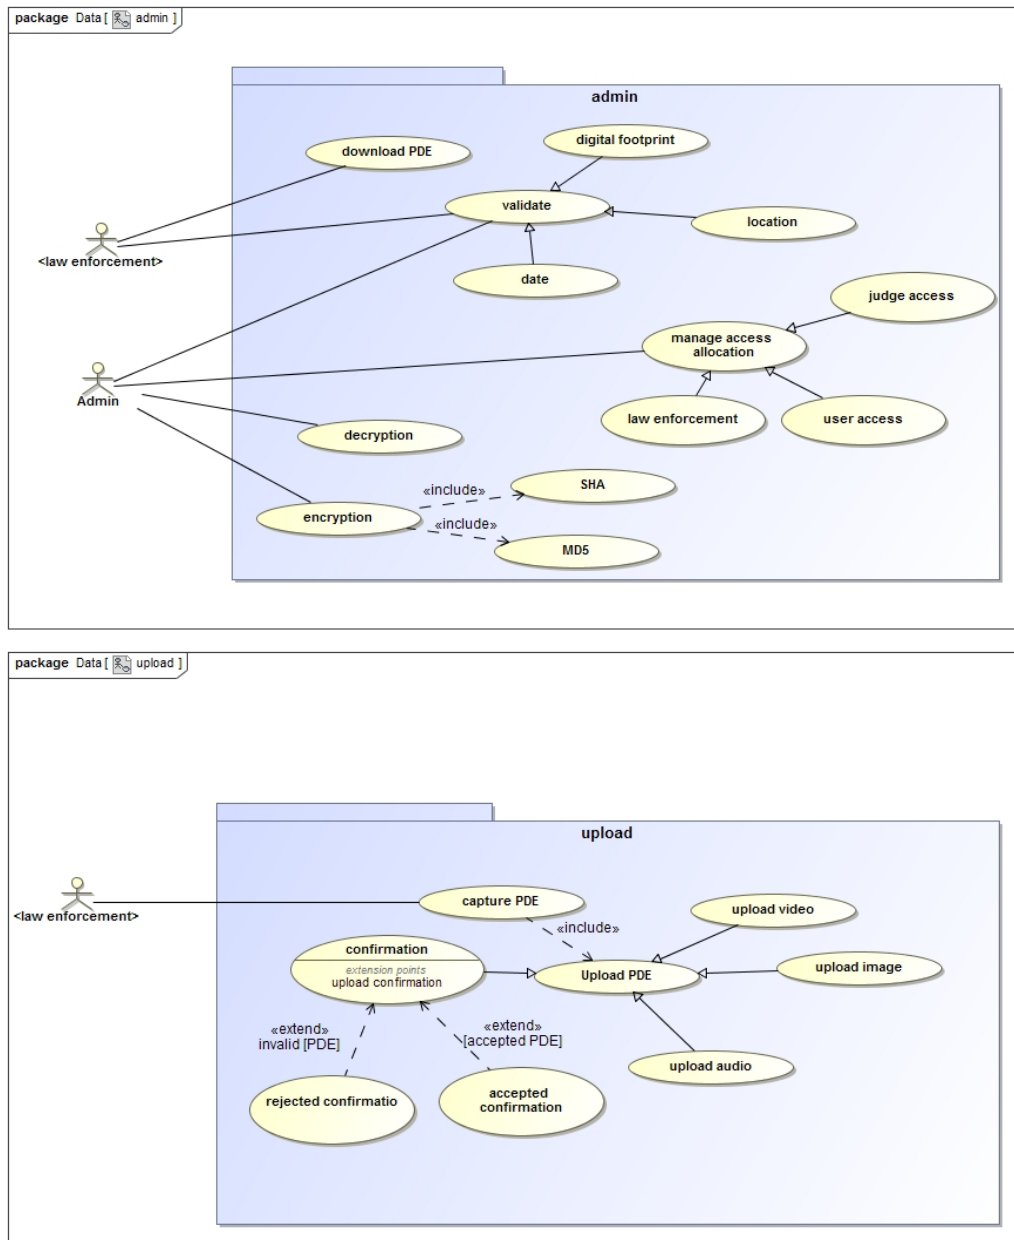 package Data [ admin ]
admin
digital footprint
download PDE
validate
location
<law enforcement>
date
judge access
manage access
allocation
Admin
law enforcement
user access
decryption
SHA
«include»
encryption
«include»
MD5
package Data [ upload ]
upload
<law enforcement>
capture PDE
upload video
«include»
confirmation
extension points
upload confirmation
Upload PDE
upload image
«extend»
invalid [PDE]
«extend»
[accepted PDE]
upload audio
rejected confirmatio
accepted
confirmation